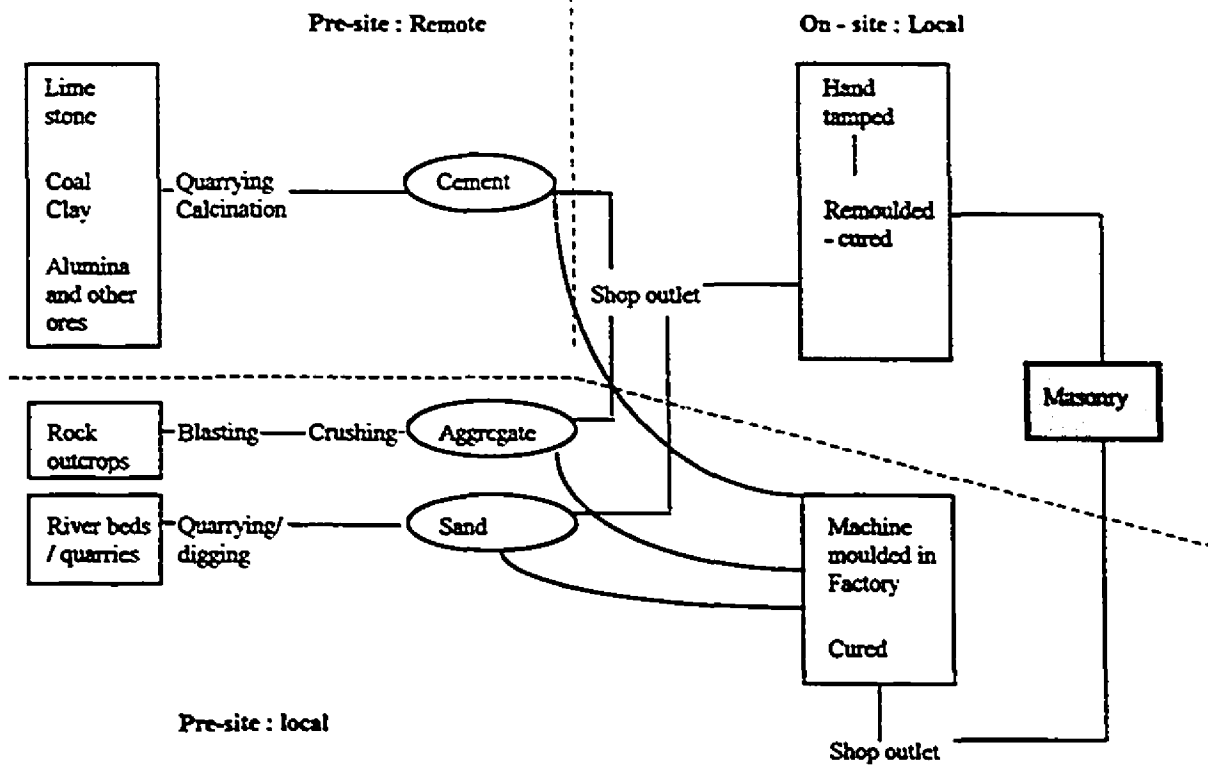 Pre-site : Remote
On - site : Local
Lime
stone
Coal
Clay
Alumina
and other
ores
Quarrying
Calcination
Cement
Shop outlet
Hand
tamped
Remoulded
- cured
Masonry
Rock
outcrops
Blasting
Crushing
Aggregate
River beds
/ quarries
Quarrying/
digging
Sand
Machine
moulded in
Factory
Cured
Shop outlet
Pre-site : local